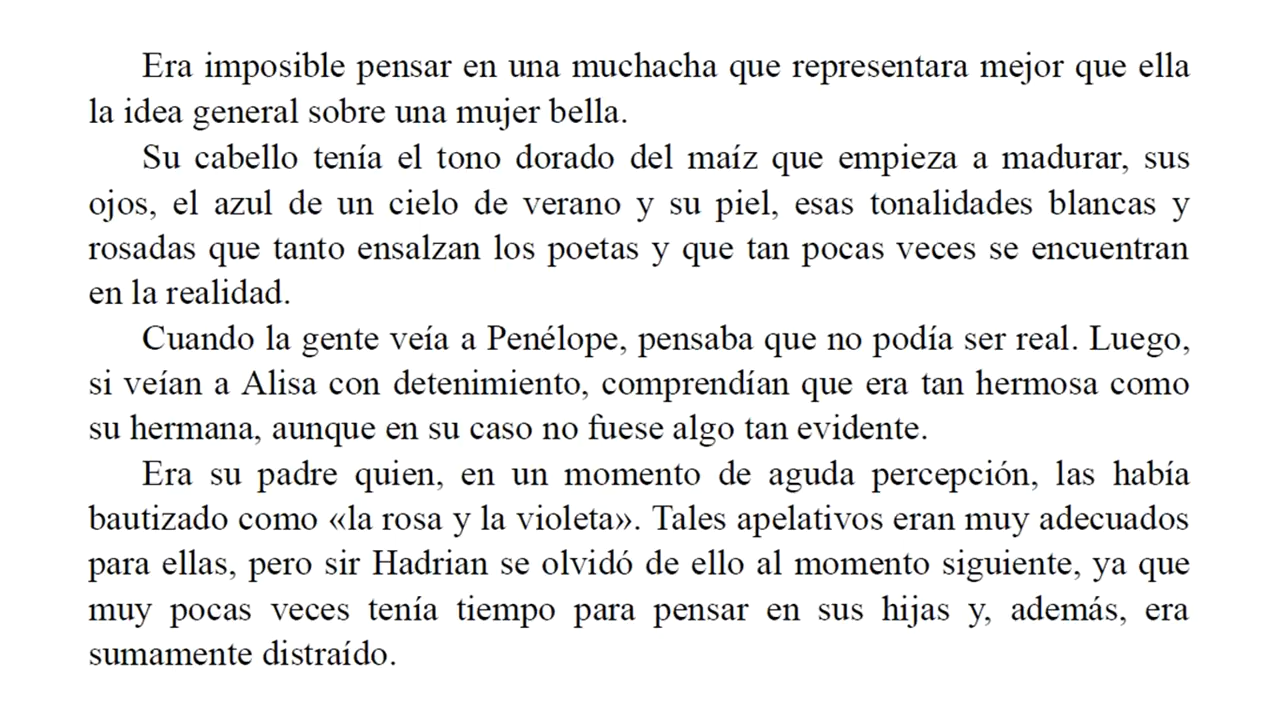 Era imposible pensar en una muchacha que representara mejor que ella
la idea general sobre una mujer bella.
Su cabello tenía el tono dorado del maíz que empieza a madurar, sus
ojos, el azul de un cielo de verano y su piel, esas tonalidades blancas y
rosadas que tanto ensalzan los poetas y que tan pocas veces se encuentran
en la realidad.
Cuando la gente veía a Penélope, pensaba que no podía ser real. Luego,
si veían a Alisa con detenimiento, comprendían que era tan hermosa como
su hermana, aunque en su caso no fuese algo tan evidente.
Era su padre quien, en un momento de aguda percepción, las había
bautizado como «la rosa y la violeta». Tales apelativos eran muy adecuados
para ellas, pero sir Hadrian se olvidó de ello al momento siguiente, ya que
muy pocas veces tenía tiempo para pensar en sus hijas y, además, era
sumamente distraído.